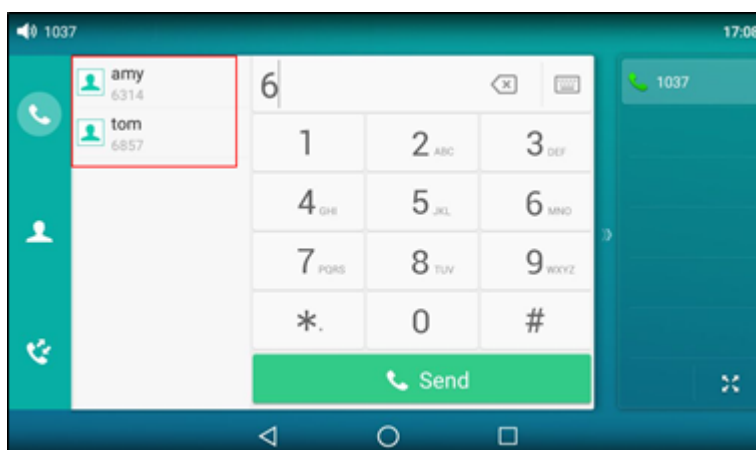 1037
17:08
amy
6314
tom
6857
6
1037
1
2 ABC
3 DEF
4 GHI
5 JKL
6 MNO
7 PQRS
8 TUV
9 WXYZ
*.
0
#
Send